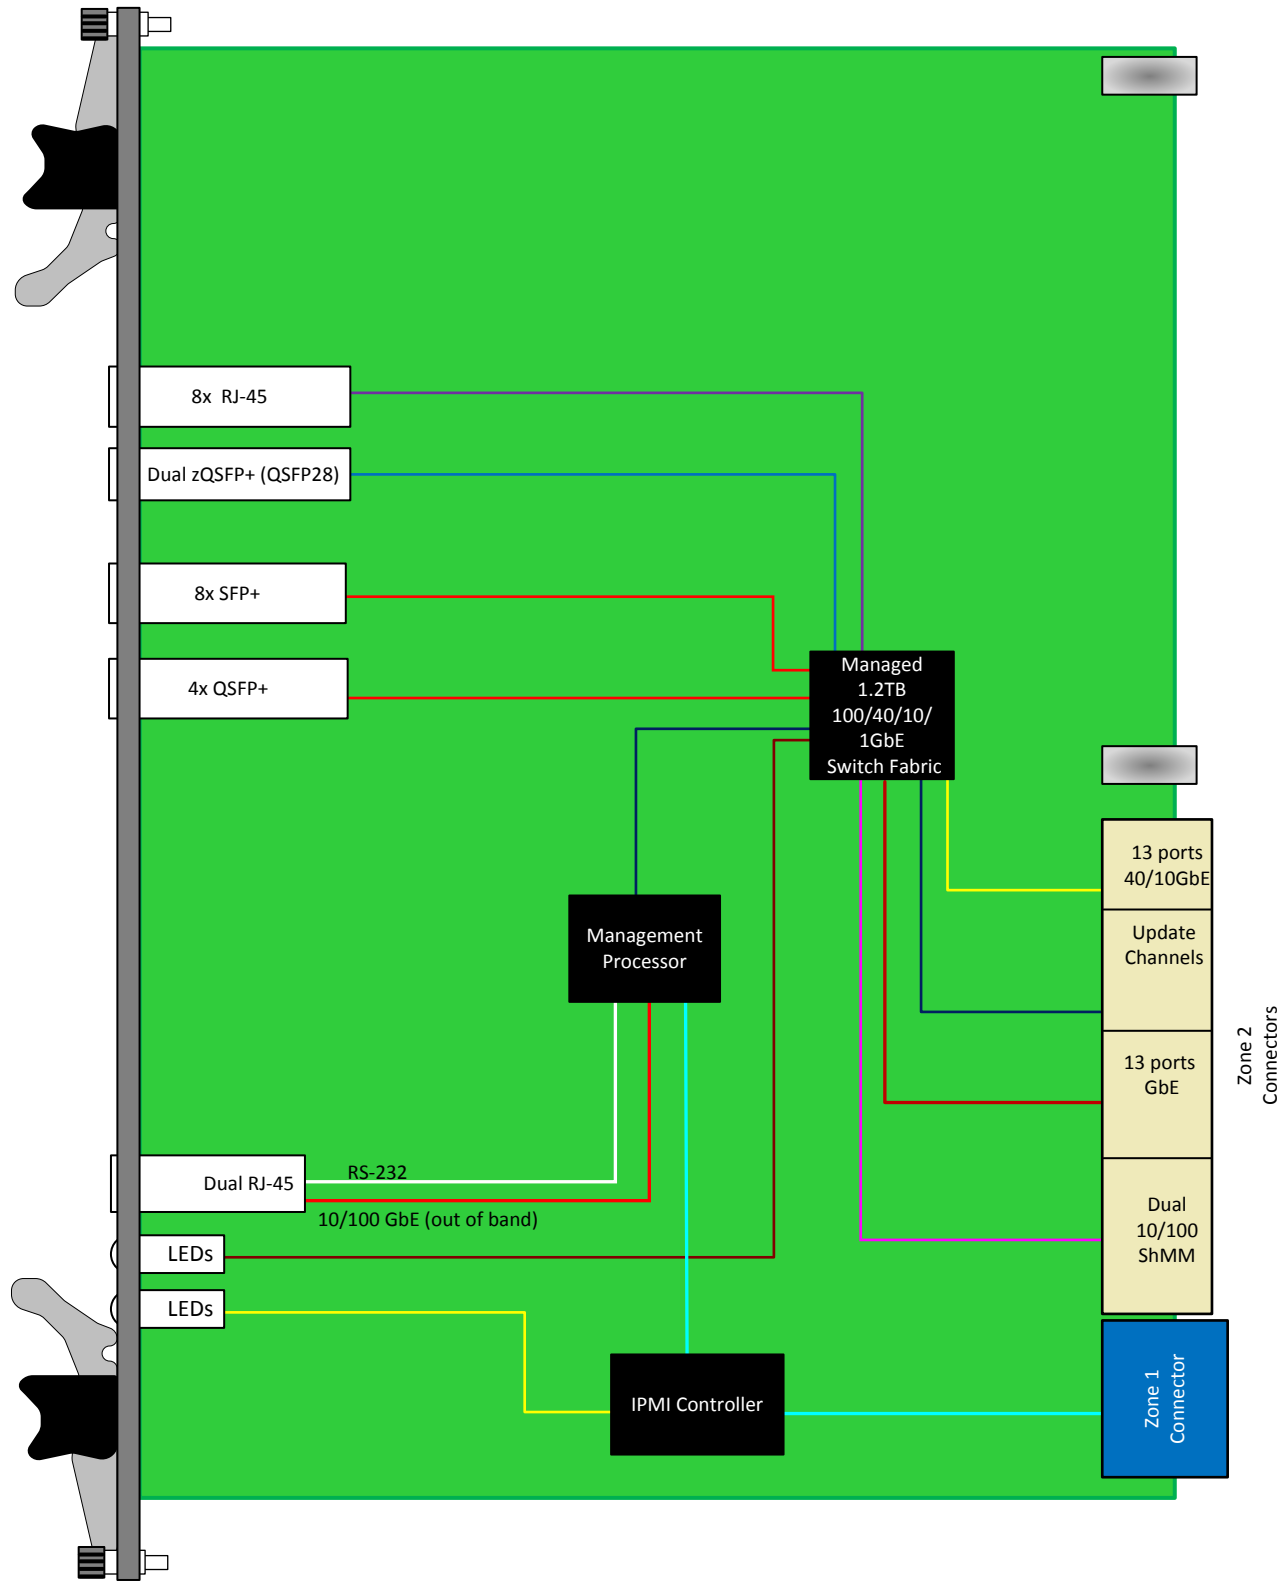 8x RJ-45
Dual zQSFP+ (QSFP28)
8x SFP+
4x QSFP+
Managed
1.2TB
100/40/10/
1GbE
Switch Fabric
13 ports
40/10GbE
Update
Channels
13 ports
GbE
Dual
10/100
ShMM
Zone 2
Connectors
Management
Processor
RS-232
Dual RJ-45
10/100 GbE (out of band)
LEDs
LEDs
IPMI Controller
Zone 1
Connector